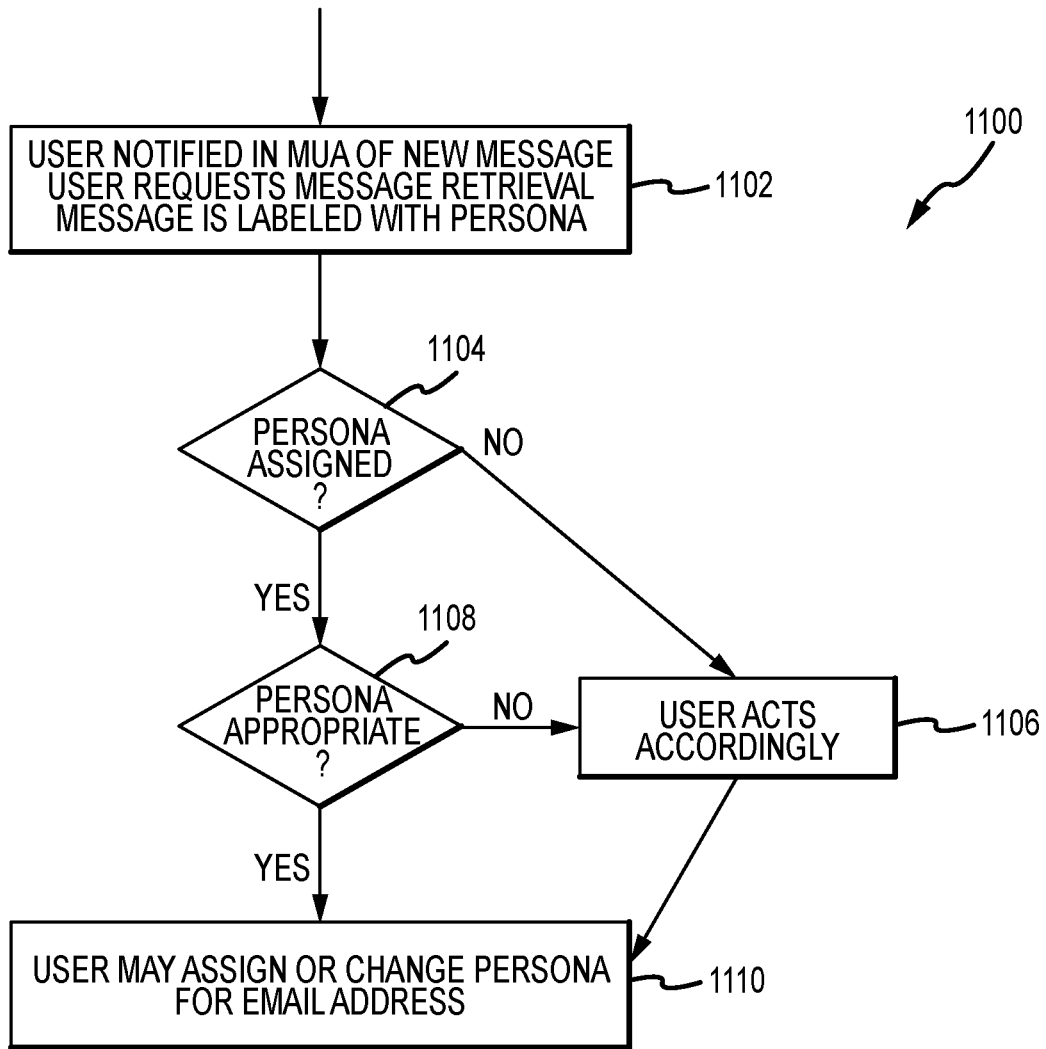 1100
USER NOTIFIED IN MUA OF NEW MESSAGE
USER REQUESTS MESSAGE RETRIEVAL
MESSAGE IS LABELED WITH PERSONA
1102
1104
PERSONA
ASSIGNED
?
NO
YES
1108
PERSONA
APPROPRIATE
?
NO
USER ACTS
ACCORDINGLY
1106
YES
USER MAY ASSIGN OR CHANGE PERSONA
FOR EMAIL ADDRESS
1110